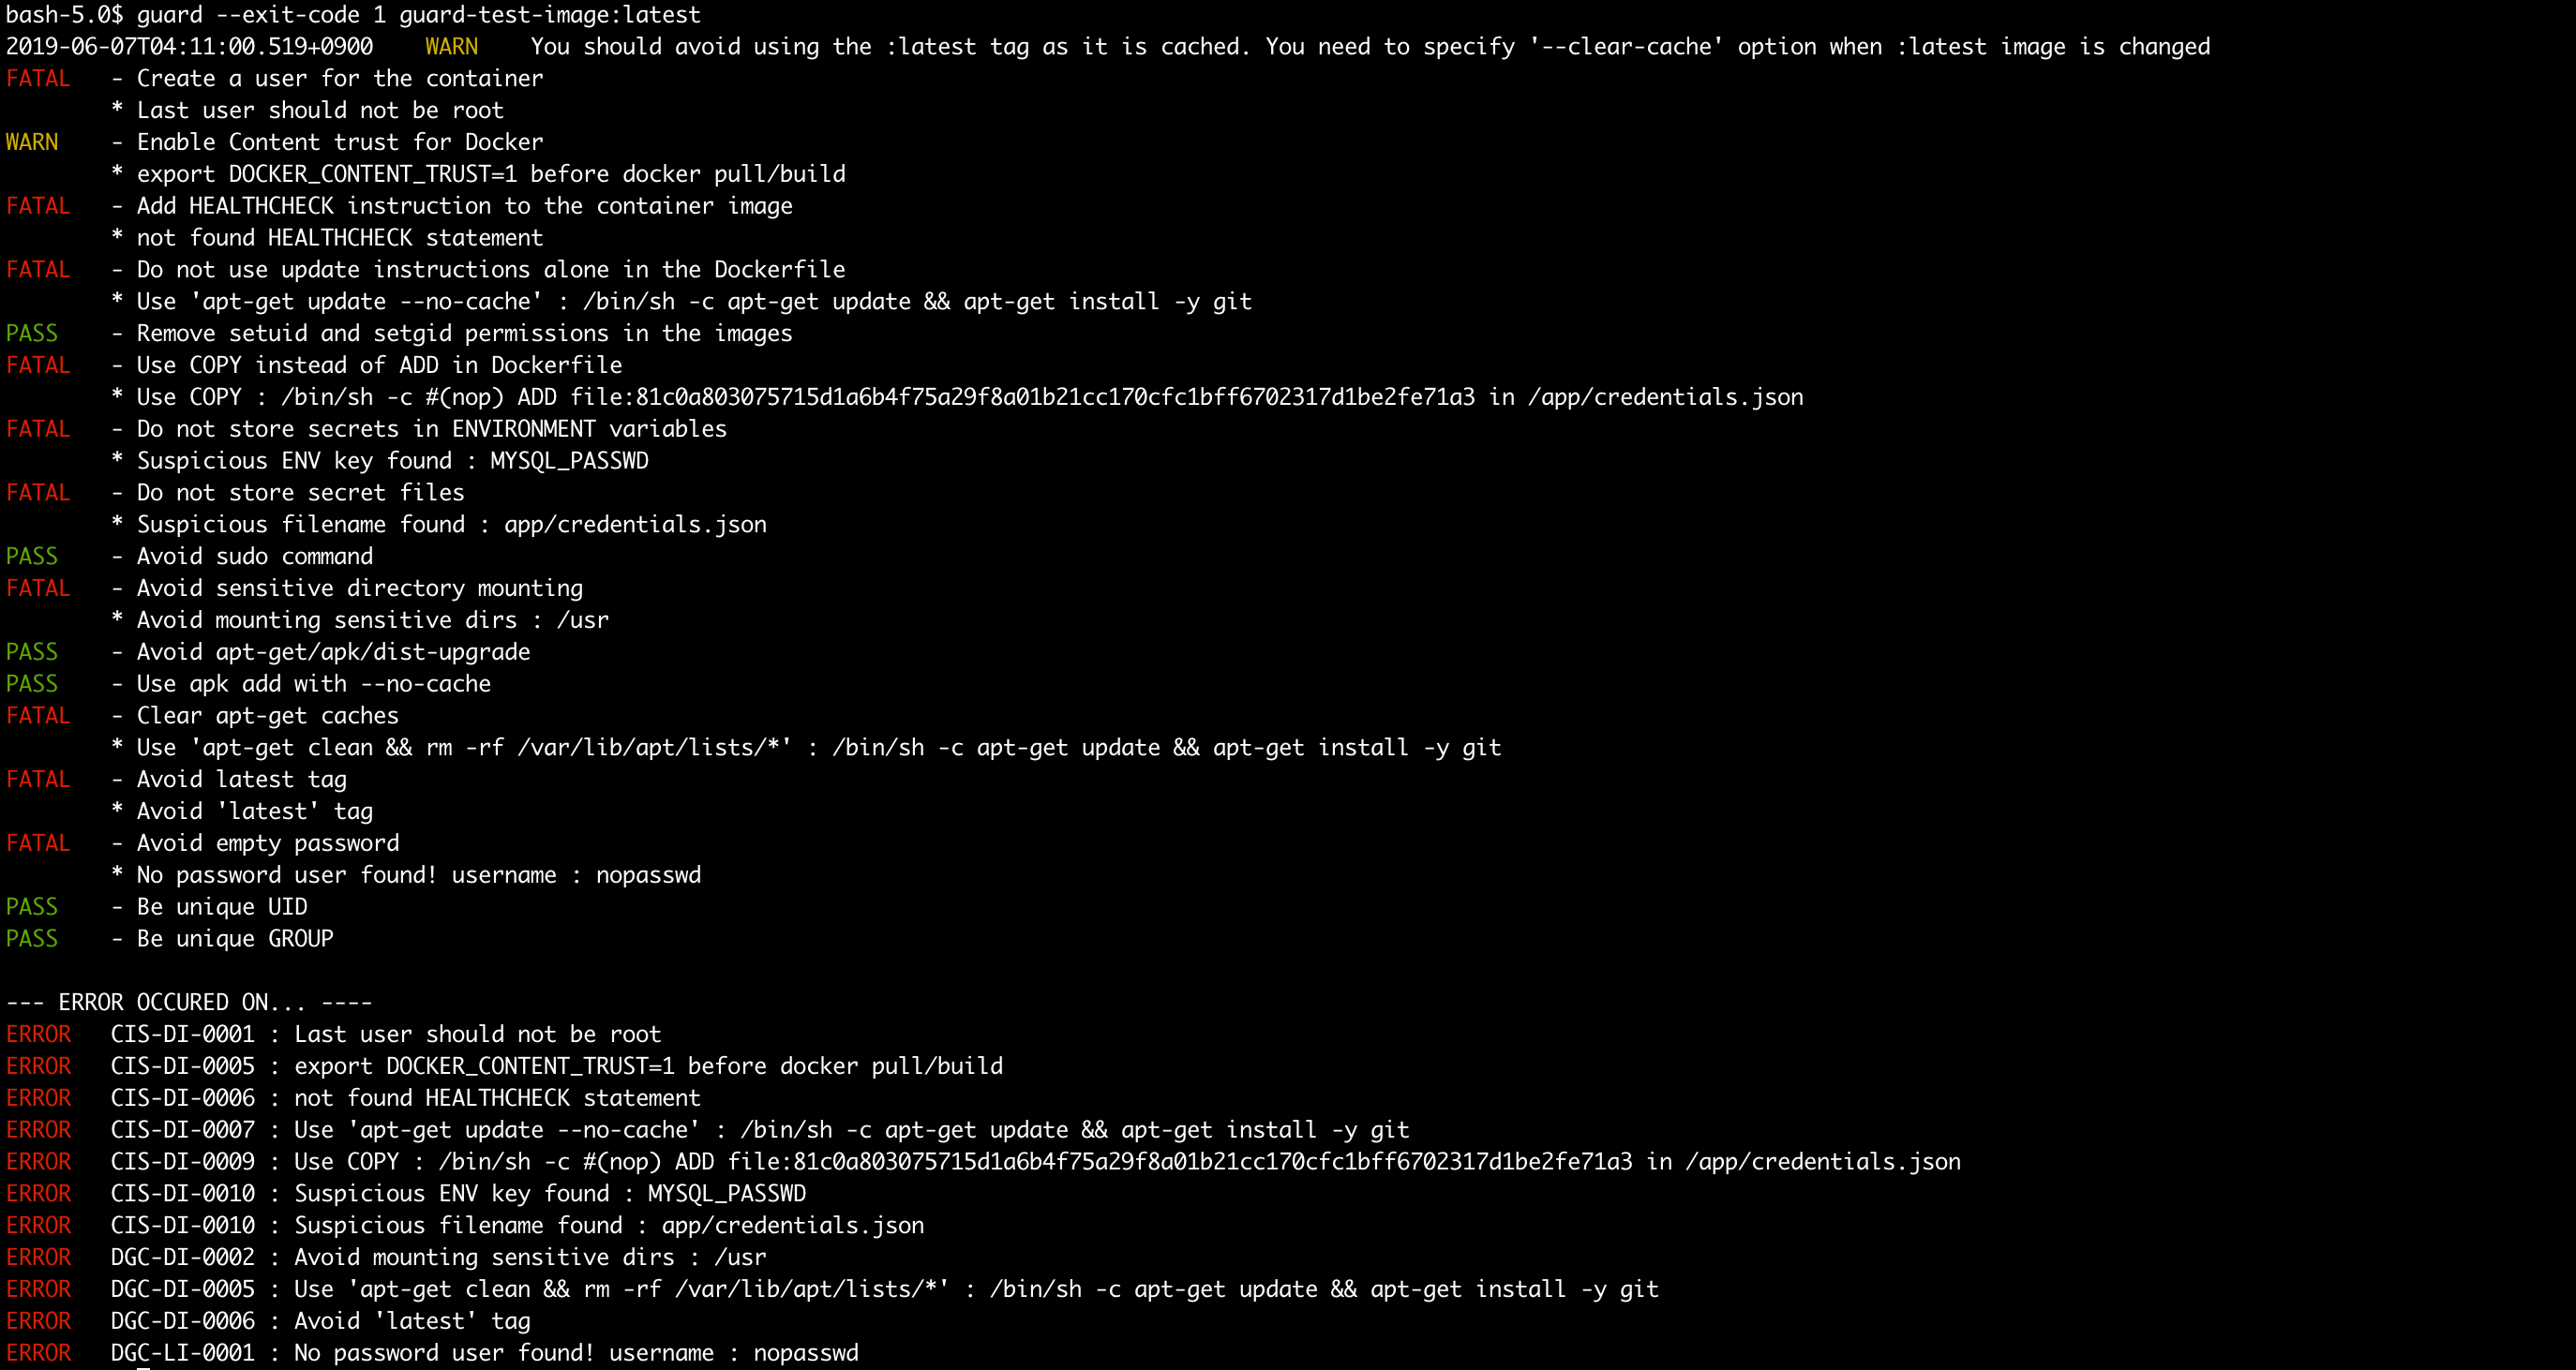 bash-5.0$ guard --exit-code 1 guard-test-image:latest
2019-06-07T04:11:00.519+0900    WARN    You should avoid using the :latest tag as it is cached. You need to specify '--clear-cache' option when :latest image is changed
FATAL   - Create a user for the container
        * Last user should not be root
WARN    - Enable Content trust for Docker
        * export DOCKER_CONTENT_TRUST=1 before docker pull/build
FATAL   - Add HEALTHCHECK instruction to the container image
        * not found HEALTHCHECK statement
FATAL   - Do not use update instructions alone in the Dockerfile
        * Use 'apt-get update --no-cache' : /bin/sh -c apt-get update && apt-get install -y git
PASS    - Remove setuid and setgid permissions in the images
FATAL   - Use COPY instead of ADD in Dockerfile
        * Use COPY : /bin/sh -c #(nop) ADD file:81c0a803075715d1a6b4f75a29f8a01b21cc170cfc1bff6702317d1be2fe71a3 in /app/credentials.json
FATAL   - Do not store secrets in ENVIRONMENT variables
        * Suspicious ENV key found : MYSQL_PASSWD
FATAL   - Do not store secret files
        * Suspicious filename found : app/credentials.json
PASS    - Avoid sudo command
FATAL   - Avoid sensitive directory mounting
        * Avoid mounting sensitive dirs : /usr
PASS    - Avoid apt-get/apk/dist-upgrade
PASS    - Use apk add with --no-cache
FATAL   - Clear apt-get caches
        * Use 'apt-get clean && rm -rf /var/lib/apt/lists/*' : /bin/sh -c apt-get update && apt-get install -y git
FATAL   - Avoid latest tag
        * Avoid 'latest' tag
FATAL   - Avoid empty password
        * No password user found! username : nopasswd
PASS    - Be unique UID
PASS    - Be unique GROUP

--- ERROR OCCURED ON... ----
ERROR   CIS-DI-0001 : Last user should not be root
ERROR   CIS-DI-0005 : export DOCKER_CONTENT_TRUST=1 before docker pull/build
ERROR   CIS-DI-0006 : not found HEALTHCHECK statement
ERROR   CIS-DI-0007 : Use 'apt-get update --no-cache' : /bin/sh -c apt-get update && apt-get install -y git
ERROR   CIS-DI-0009 : Use COPY : /bin/sh -c #(nop) ADD file:81c0a803075715d1a6b4f75a29f8a01b21cc170cfc1bff6702317d1be2fe71a3 in /app/credentials.json
ERROR   CIS-DI-0010 : Suspicious ENV key found : MYSQL_PASSWD
ERROR   CIS-DI-0010 : Suspicious filename found : app/credentials.json
ERROR   DGC-DI-0002 : Avoid mounting sensitive dirs : /usr
ERROR   DGC-DI-0005 : Use 'apt-get clean && rm -rf /var/lib/apt/lists/*' : /bin/sh -c apt-get update && apt-get install -y git
ERROR   DGC-DI-0006 : Avoid 'latest' tag
ERROR   DGC-LI-0001 : No password user found! username : nopasswd